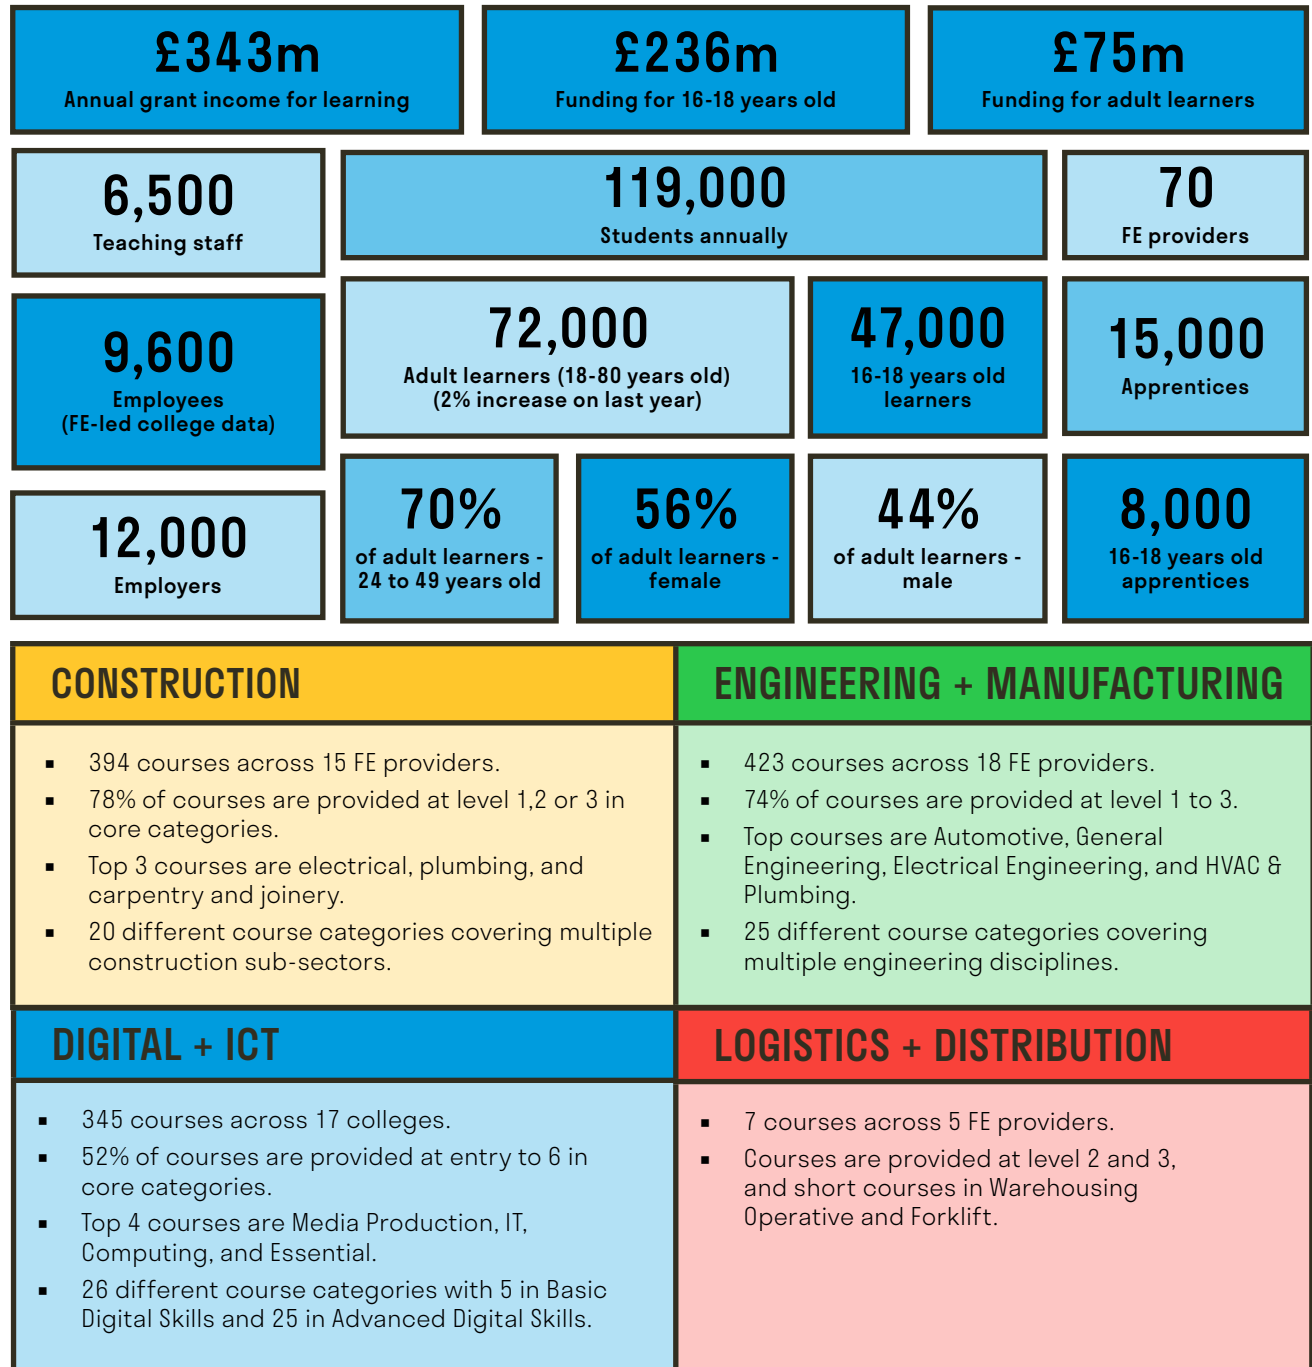 £343m
Annual grant income for learning
£236m
Funding for 16-18 years old
£75m
Funding for adult learners
6,500
Teaching staff
119,000
Students annually
70
FE providers
9,600
Employees
(FE-led college data)
72,000
Adult learners (18-80 years old)
(2% increase on last year)
47,000
16-18 years old
learners
15,000
Apprentices
12,000
Employers
70%
of adult learners -
24 to 49 years old
56%
of adult learners -
female
44%
of adult learners -
male
8,000
16-18 years old
apprentices
CONSTRUCTION
▪ 394 courses across 15 FE providers.
▪ 78% of courses are provided at level 1,2 or 3 in
core categories.
▪ Top 3 courses are electrical, plumbing, and
carpentry and joinery.
▪ 20 different course categories covering multiple
construction sub-sectors.
ENGINEERING + MANUFACTURING
▪ 423 courses across 18 FE providers.
▪ 74% of courses are provided at level 1 to 3.
▪ Top courses are Automotive, General
Engineering, Electrical Engineering, and HVAC &
Plumbing.
▪ 25 different course categories covering
multiple engineering disciplines.
DIGITAL + ICT
▪ 345 courses across 17 colleges.
▪ 52% of courses are provided at entry to 6 in
core categories.
▪ Top 4 courses are Media Production, IT,
Computing, and Essential.
▪ 26 different course categories with 5 in Basic
Digital Skills and 25 in Advanced Digital Skills.
LOGISTICS + DISTRIBUTION
▪ 7 courses across 5 FE providers.
▪ Courses are provided at level 2 and 3,
and short courses in Warehousing
Operative and Forklift.